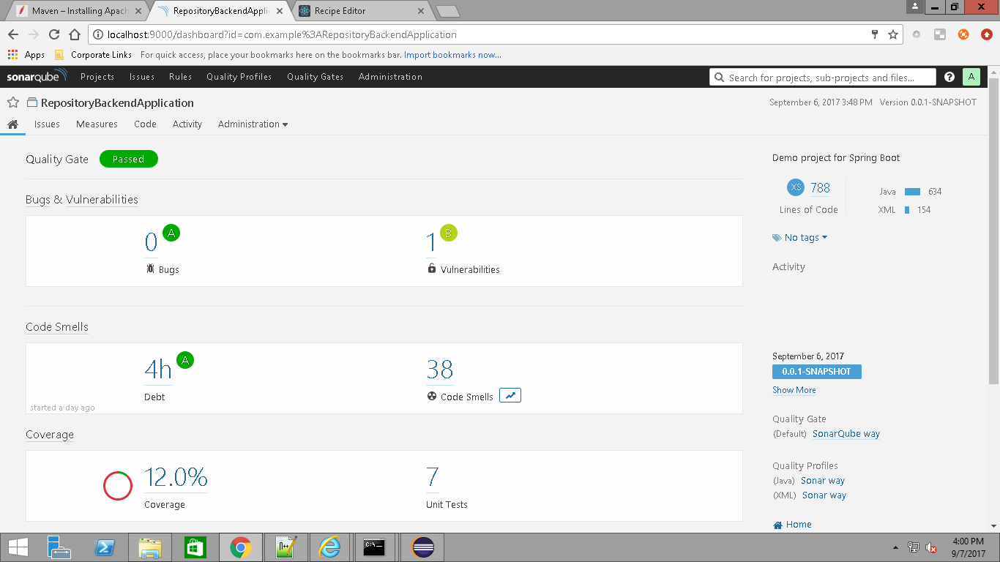 Maven – Installing Apach
RepositoryBackendApplic
Recipe Editor
localhost:9000/dashboard?id=com.example%3ARepositoryBackendApplication
Apps Corporate Links For quick access, place your bookmarks here on the bookmarks bar. Import bookmarks now...
sonarqube Projects Issues Rules Quality Profiles Quality Gates Administration Search for projects, sub-projects and files... ? A
RepositoryBackendApplication September 6, 2017 3:48 PM Version 0.0.1-SNAPSHOT
Issues Measures Code Activity Administration
Quality Gate Passed
Bugs & Vulnerabilities
0 A
Bugs
1 B
Vulnerabilities
Code Smells
4h A
Debt
started a day ago
38
Code Smells
Coverage
12.0%
Coverage
7
Unit Tests
Demo project for Spring Boot
XS 788
Lines of Code
Java 634
XML 154
No tags
Activity
September 6, 2017
0.0.1-SNAPSHOT
Show More
Quality Gate
(Default) SonarQube way
Quality Profiles
(Java) Sonar way
(XML) Sonar way
Home
N++
C:\_
4:00 PM
9/7/2017